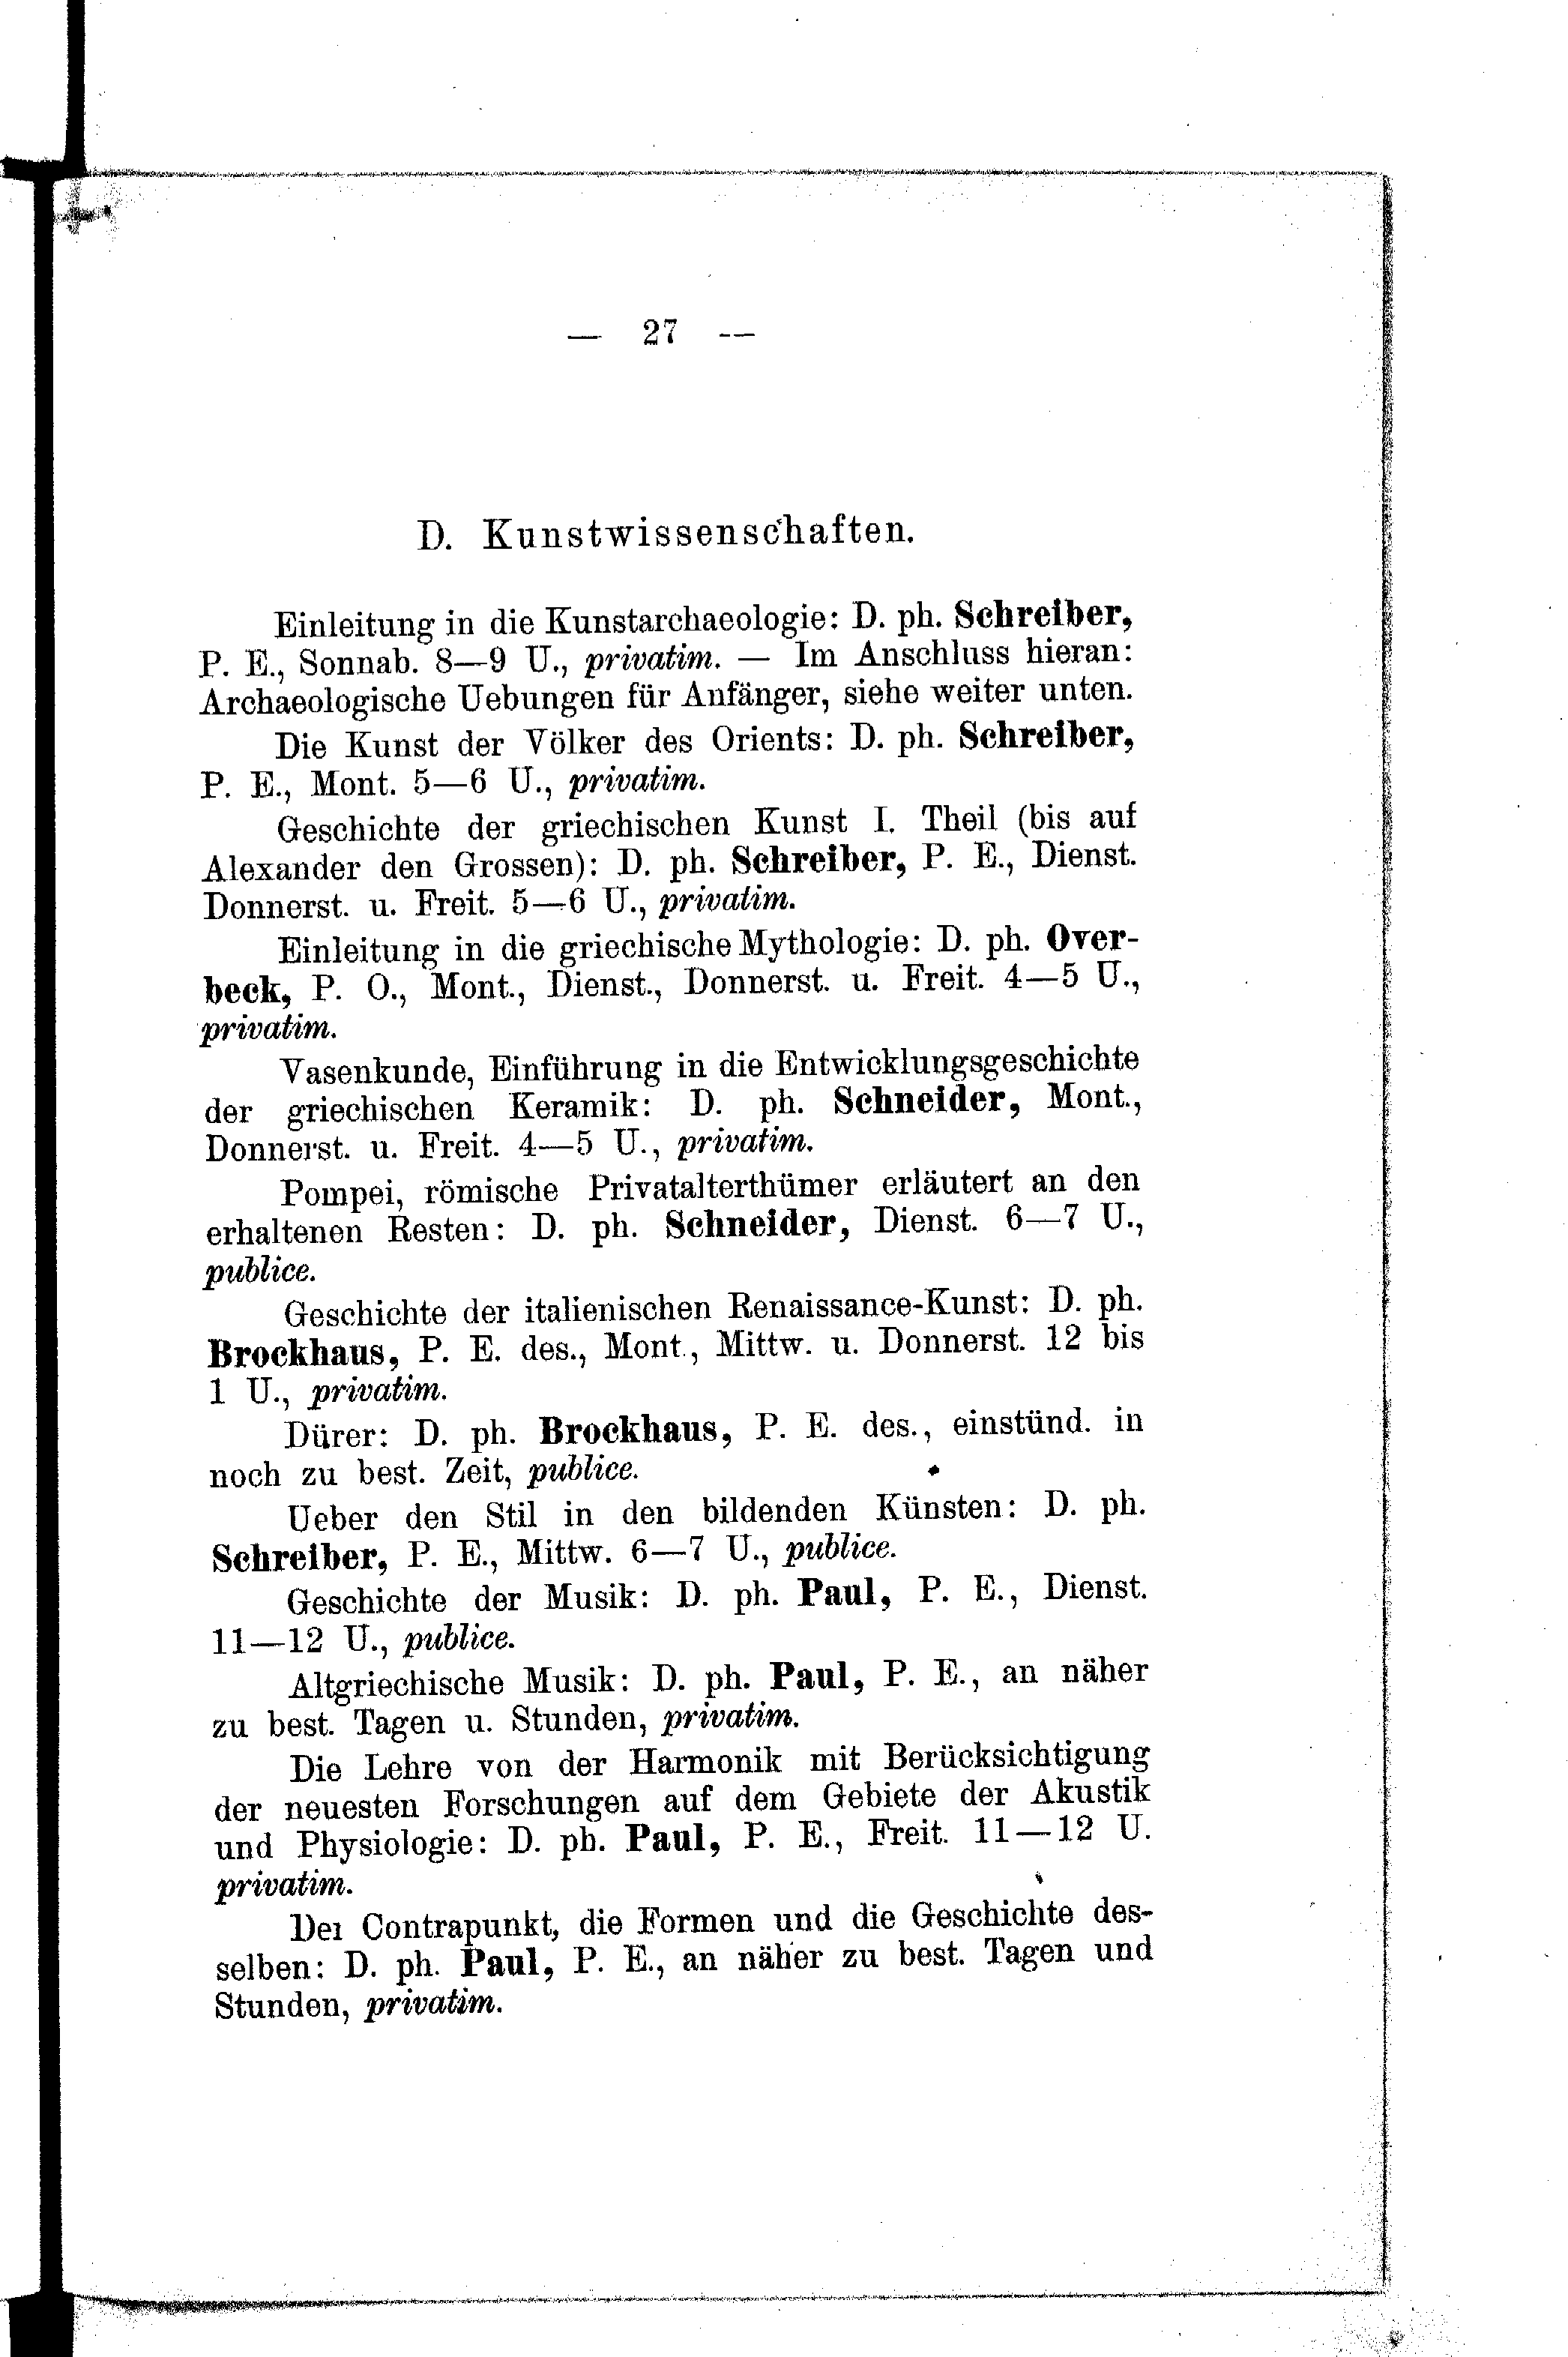 — 27 —
D. Kunstwissenschaften.
Einleitung in die Kunstarchaeologie: D. ph. Schreiber,
P. E., Sonnab. 8—9 U., privatim. — Im Anschluss hieran:
Archaeologische Uebungen für Anfänger, siehe weiter unten.
Die Kunst der Völker des Orients: D. ph. Schreiber,
P. E., Mont. 5—6 U., privatim.
Geschichte der griechischen Kunst I. Theil (bis auf
Alexander den Grossen): D. ph. Schreiber, P. E., Dienst.
Donnerst. u. Freit. 5—6 U., privatim.
Einleitung in die griechische Mythologie: D. ph. Over-
beck, P. O., Mont., Dienst., Donnerst. u. Freit. 4—5 U.,
privatim.
Vasenkunde, Einführung in die Entwicklungsgeschichte
der griechischen Keramik: D. ph. Schneider, Mont.,
Donnerst. u. Freit. 4—5 U., privatim.
Pompei, römische Privatalterthümer erläutert an den
erhaltenen Resten: D. ph. Schneider, Dienst. 6—7 U.,
publice.
Geschichte der italienischen Renaissance-Kunst: D. ph.
Brockhaus, P. E. des., Mont., Mittw. u. Donnerst. 12 bis
1 U., privatim.
Dürer: D. ph. Brockhaus, P. E. des., einstünd. in
noch zu best. Zeit, publice.
Ueber den Stil in den bildenden Künsten: D. ph.
Schreiber, P. E., Mittw. 6—7 U., publice.
Geschichte der Musik: D. ph. Paul, P. E., Dienst.
11—12 U., publice.
Altgriechische Musik: D. ph. Paul, P. E., an näher
zu best. Tagen u. Stunden, privatim.
Die Lehre von der Harmonik mit Berücksichtigung
der neuesten Forschungen auf dem Gebiete der Akustik
und Physiologie: D. ph. Paul, P. E., Freit. 11—12 U.
privatim.
Der Contrapunkt, die Formen und die Geschichte des-
selben: D. ph. Paul, P. E., an näher zu best. Tagen und
Stunden, privatim.